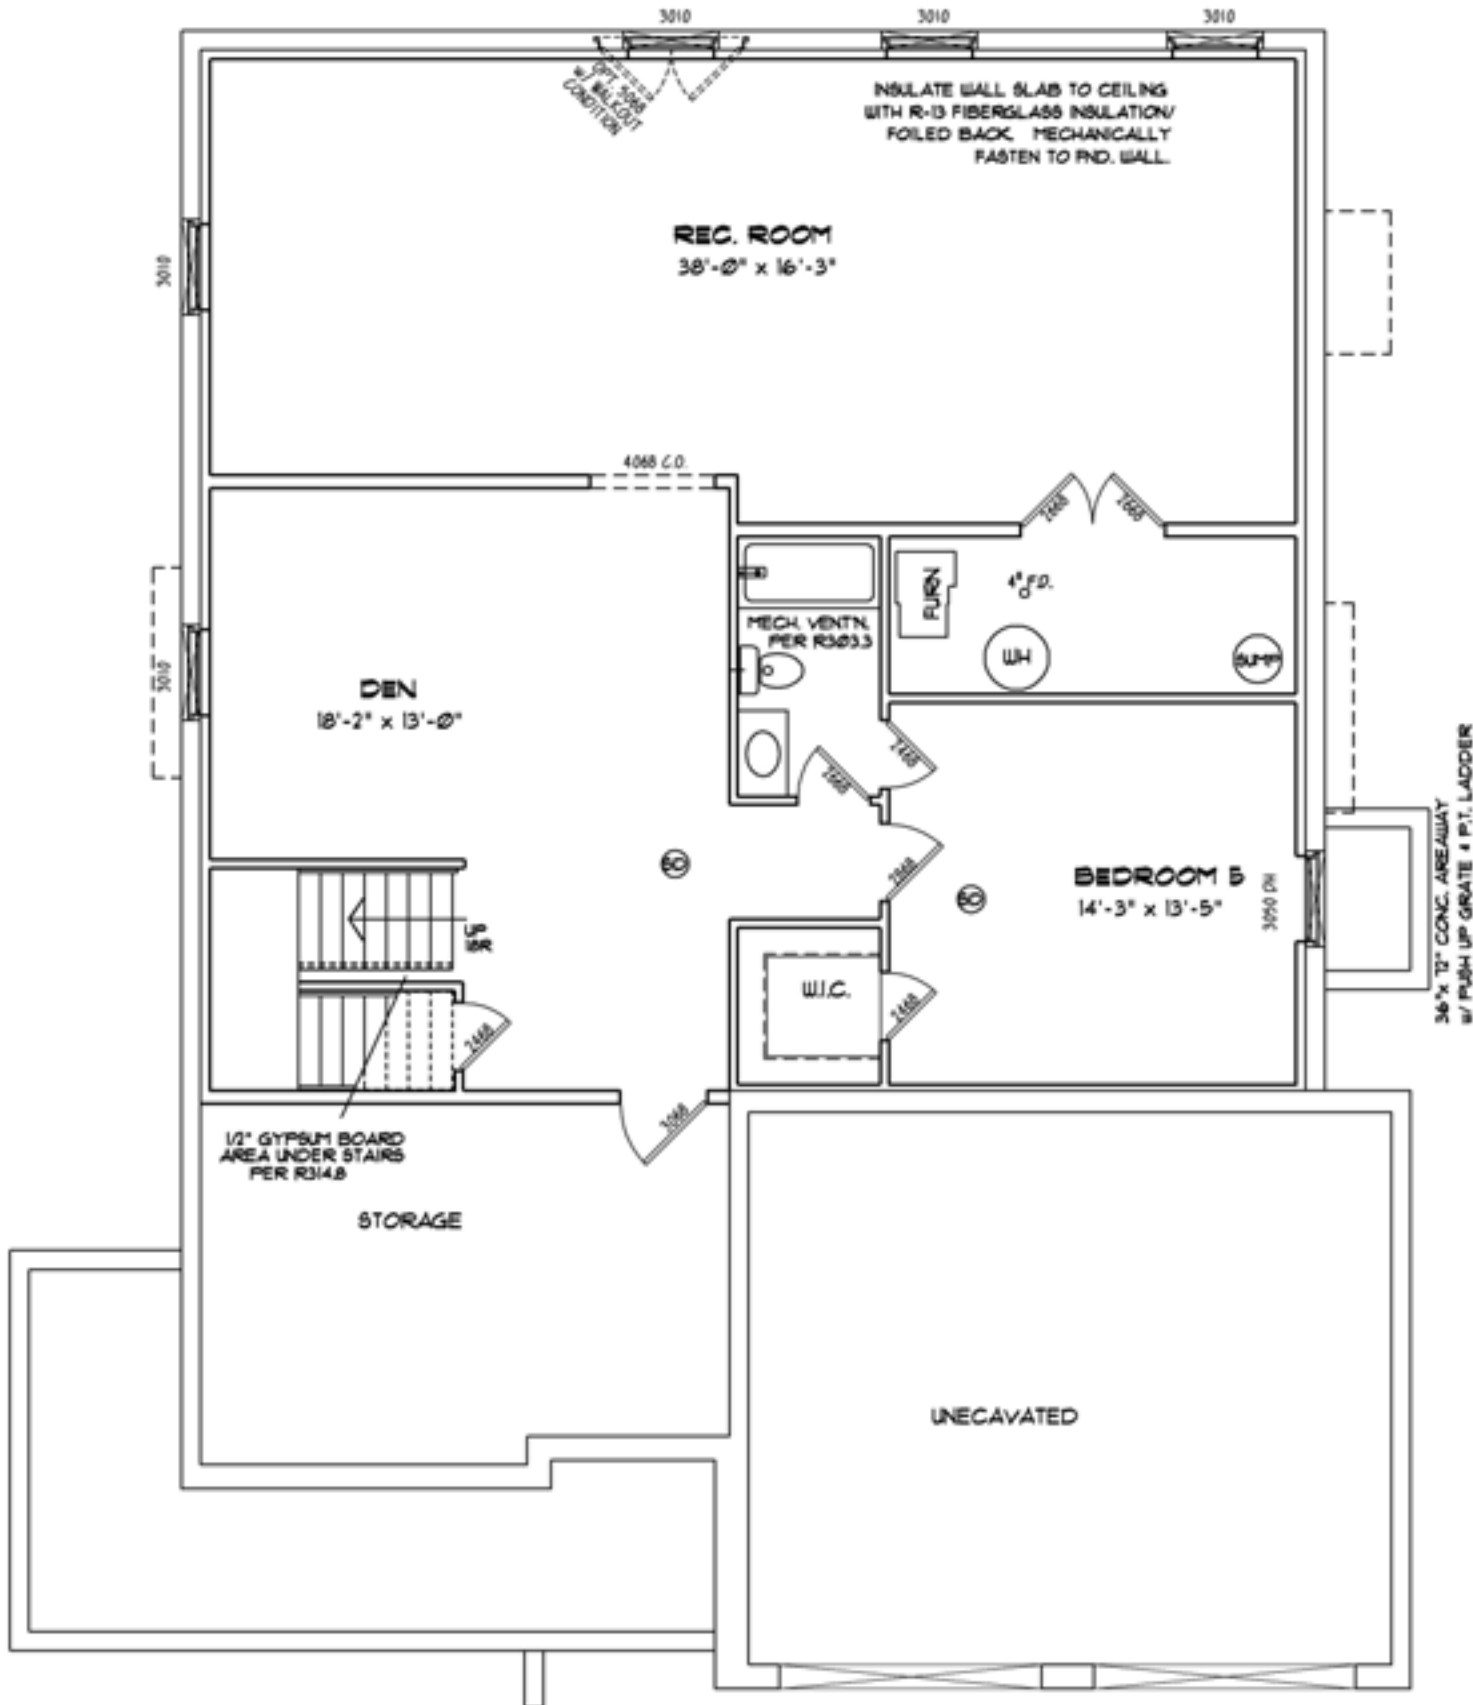 3010
3010
3010
OPT. 5068
W/ WALKOUT
CONDITION
INSULATE WALL SLAB TO CEILING
WITH R-13 FIBERGLASS INSULATION/
FOILED BACK. MECHANICALLY
FASTEN TO FND. WALL.
REC. ROOM
38'-0" x 16'-3"
3010
4068 C.O.
2668
2668
FURN
4" F.D.
MECH. VENTN.
PER R303.3
WH
SUMP
3010
DEN
18'-2" x 13'-0"
2468
2668
36"x 72" CONC. AREAWAY
w/ PUSH UP GRATE & P.T. LADDER
SD
2868
BEDROOM 5
14'-3" x 13'-5"
SD
3050 DH
UP
W.I.C.
2468
2468
3068
1/2" GYPSUM BOARD
AREA UNDER STAIRS
PER R314.8
STORAGE
UNECAVATED